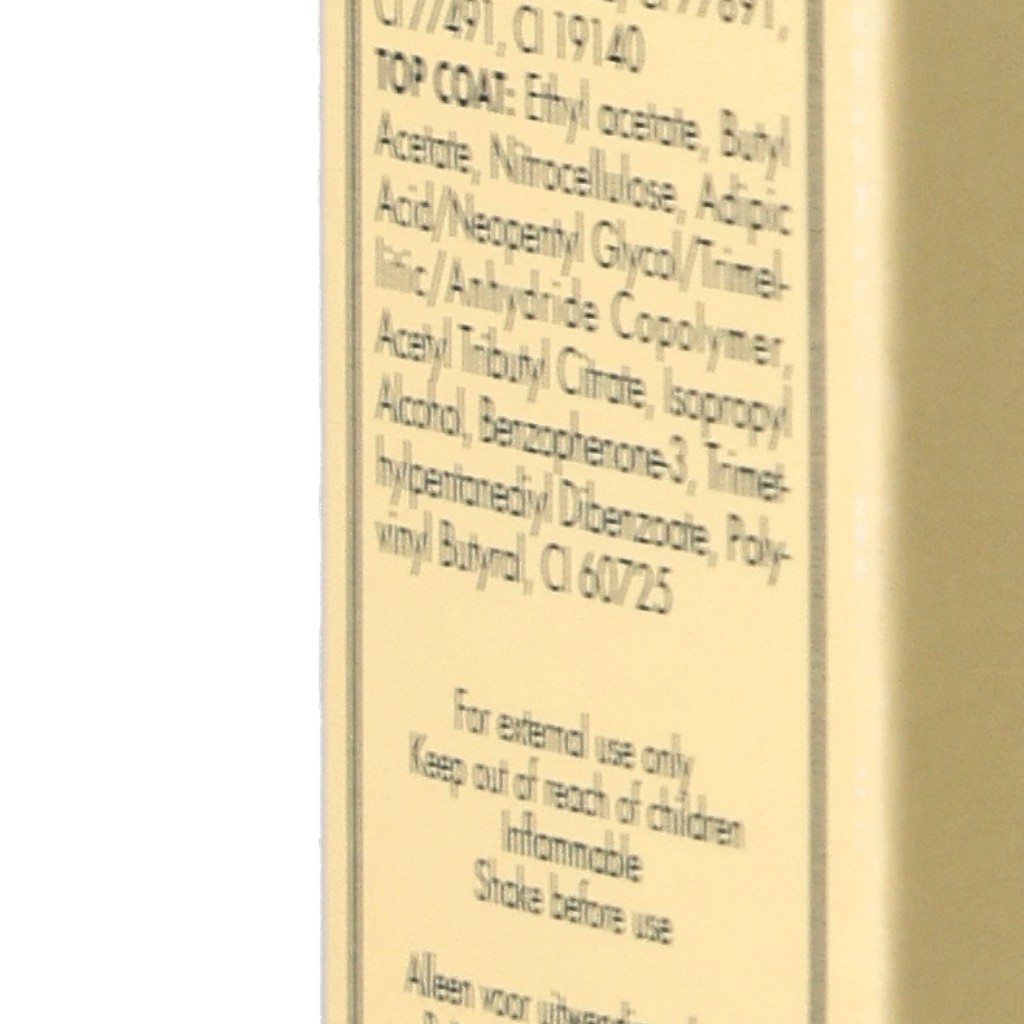 CI 77891,
CI 77491, CI 19140
TOP COAT: Ethyl acetate, Butyl
Acetate, Nitrocellulose, Adipic
Acid/Neopentyl Glycol/Trimel-
litic/Anhydride Copolymer,
Acetyl Tributyl Citrate, Isopropyl
Alcohol, Benzophenone-3, Trimet-
hylpentanediyl Dibenzoate, Poly-
vinyl Butyral, CI 60725
For external use only
Keep out of reach of children
Inflammable
Shake before use
Alleen voor